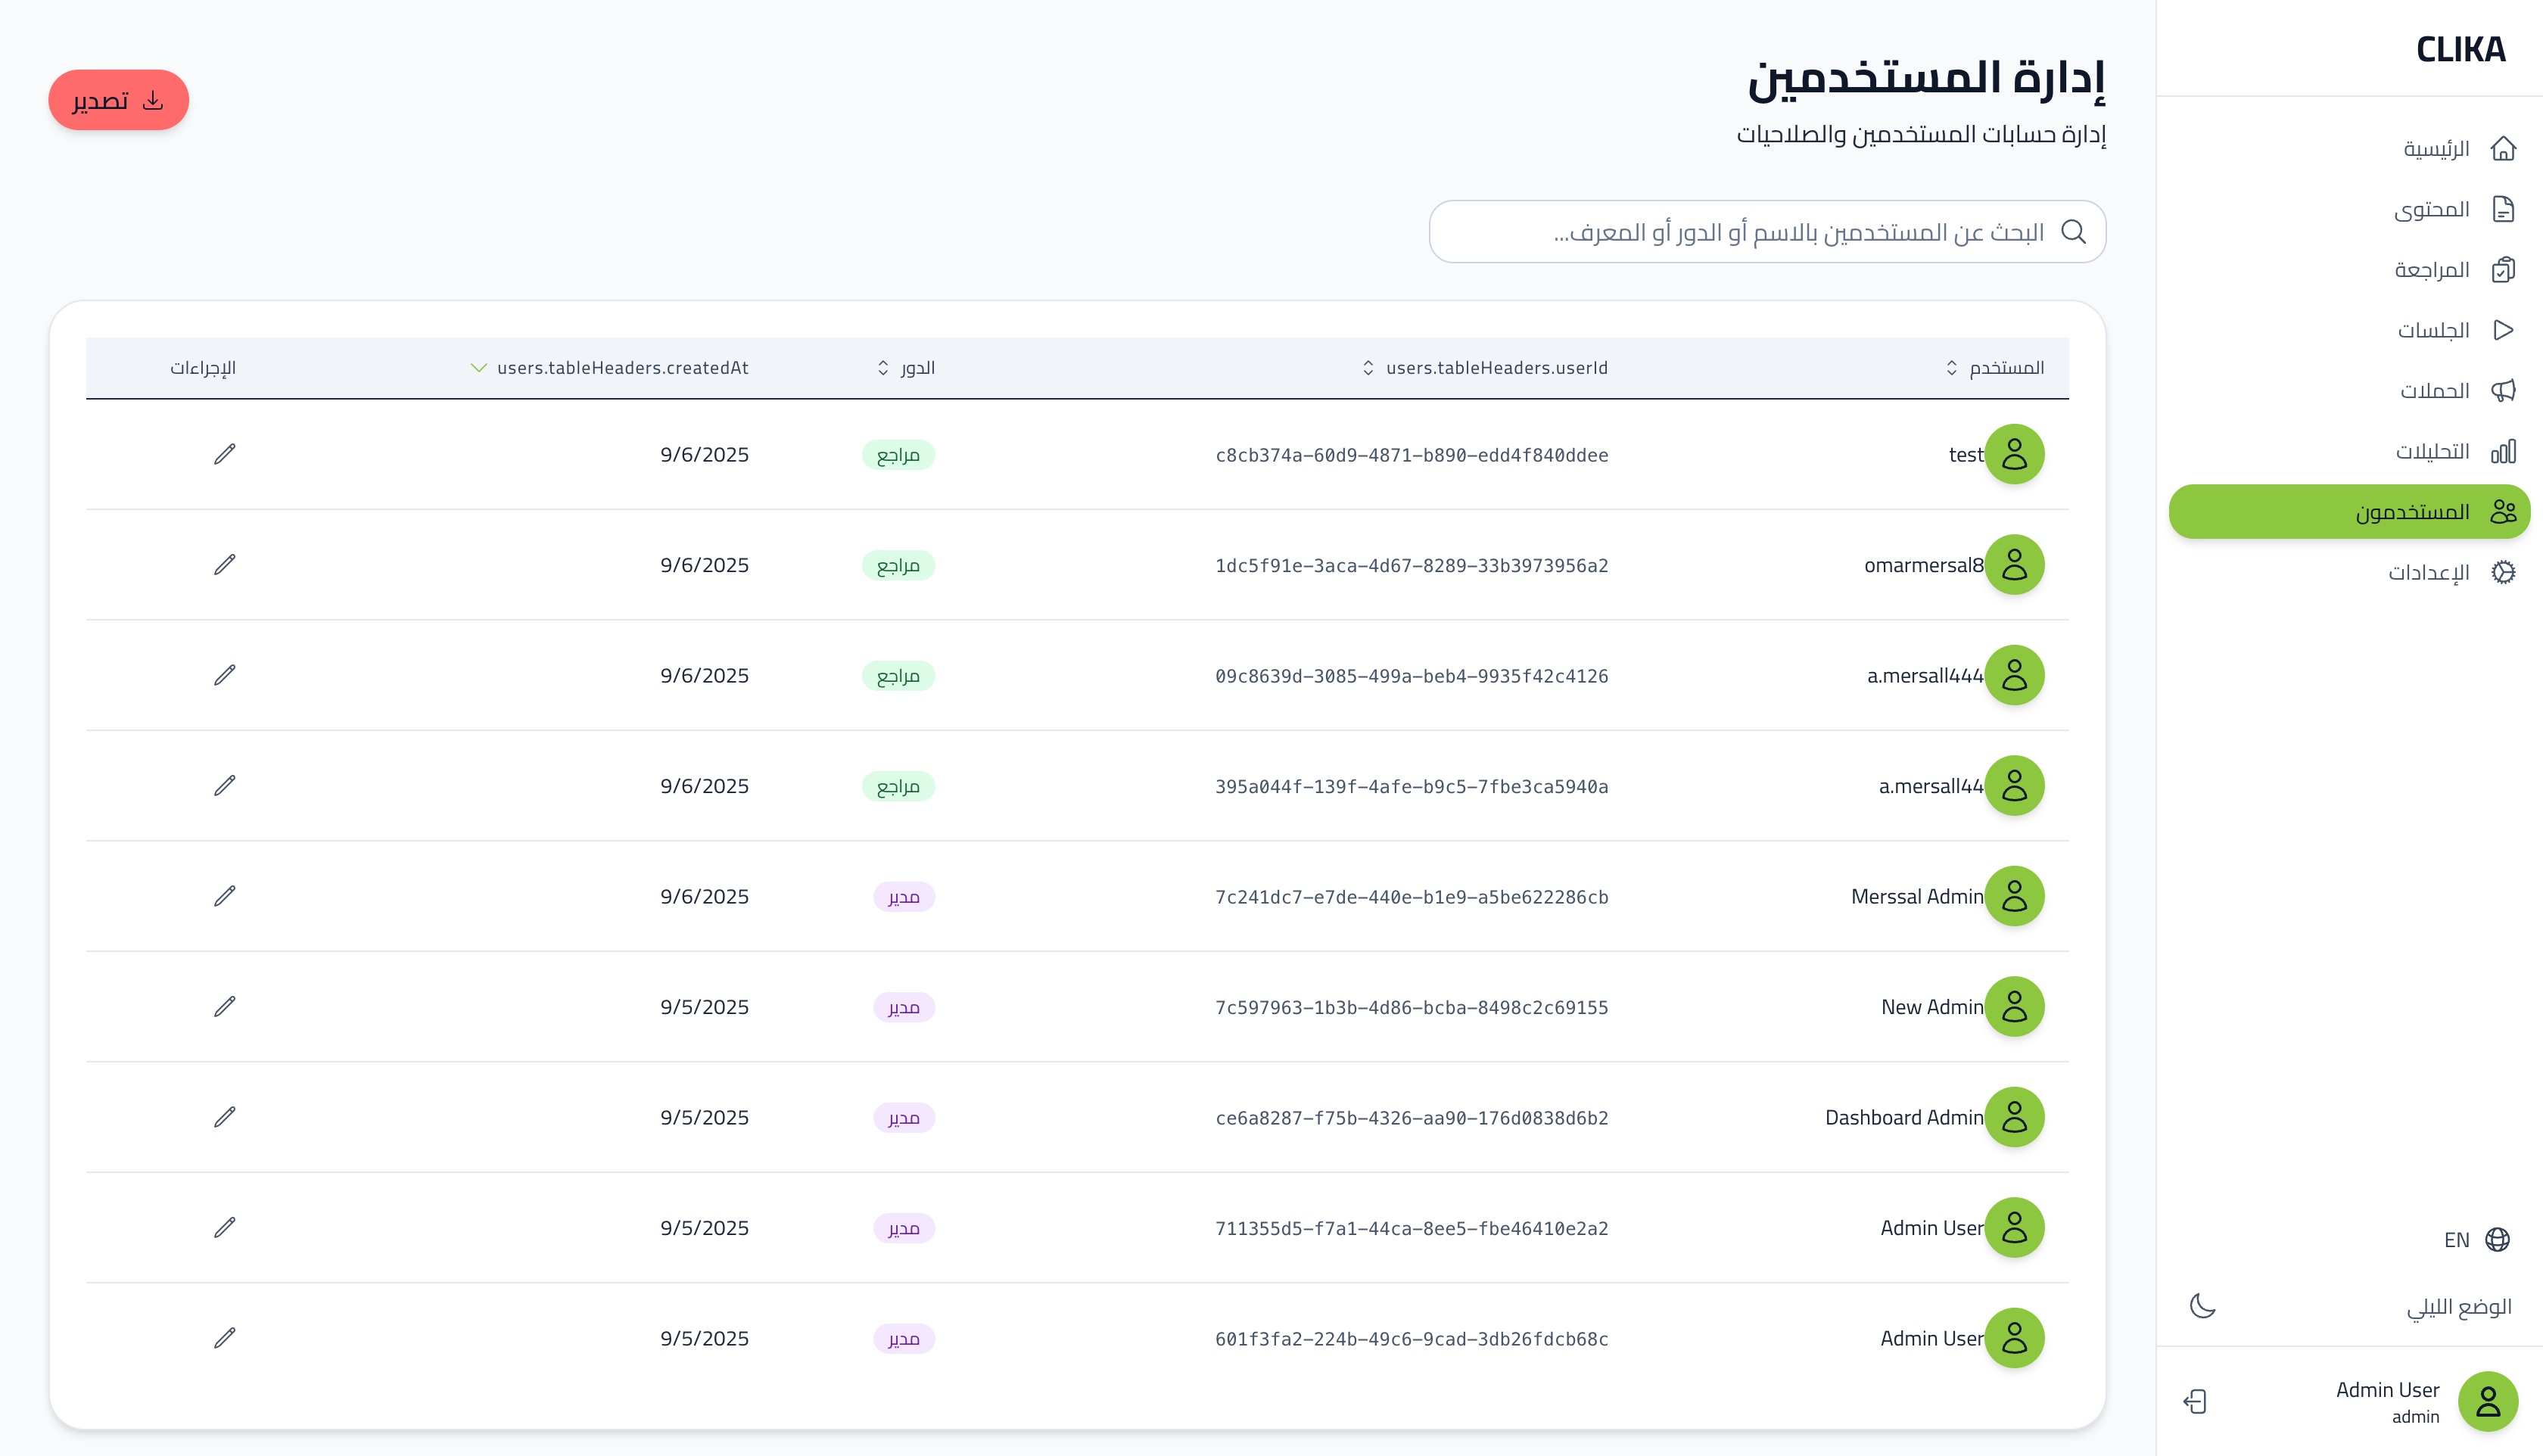 CLIKA
الرئيسية
المحتوى
المراجعة
الجلسات
الحملات
التحليلات
المستخدمون
الإعدادات
EN
الوضع الليلي
Admin User
admin
إدارة المستخدمين
إدارة حسابات المستخدمين والصلاحيات
تصدير
البحث عن المستخدمين بالاسم أو الدور أو المعرف...
المستخدم users.tableHeaders.userId الدور users.tableHeaders.createdAt الإجراءات
test c8cb374a-60d9-4871-b890-edd4f840ddee مراجع 9/6/2025
omarmersal8 1dc5f91e-3aca-4d67-8289-33b3973956a2 مراجع 9/6/2025
a.mersall444 09c8639d-3085-499a-beb4-9935f42c4126 مراجع 9/6/2025
a.mersall44 395a044f-139f-4afe-b9c5-7fbe3ca5940a مراجع 9/6/2025
Merssal Admin 7c241dc7-e7de-440e-b1e9-a5be622286cb مدير 9/6/2025
New Admin 7c597963-1b3b-4d86-bcba-8498c2c69155 مدير 9/5/2025
Dashboard Admin ce6a8287-f75b-4326-aa90-176d0838d6b2 مدير 9/5/2025
Admin User 711355d5-f7a1-44ca-8ee5-fbe46410e2a2 مدير 9/5/2025
Admin User 601f3fa2-224b-49c6-9cad-3db26fdcb68c مدير 9/5/2025